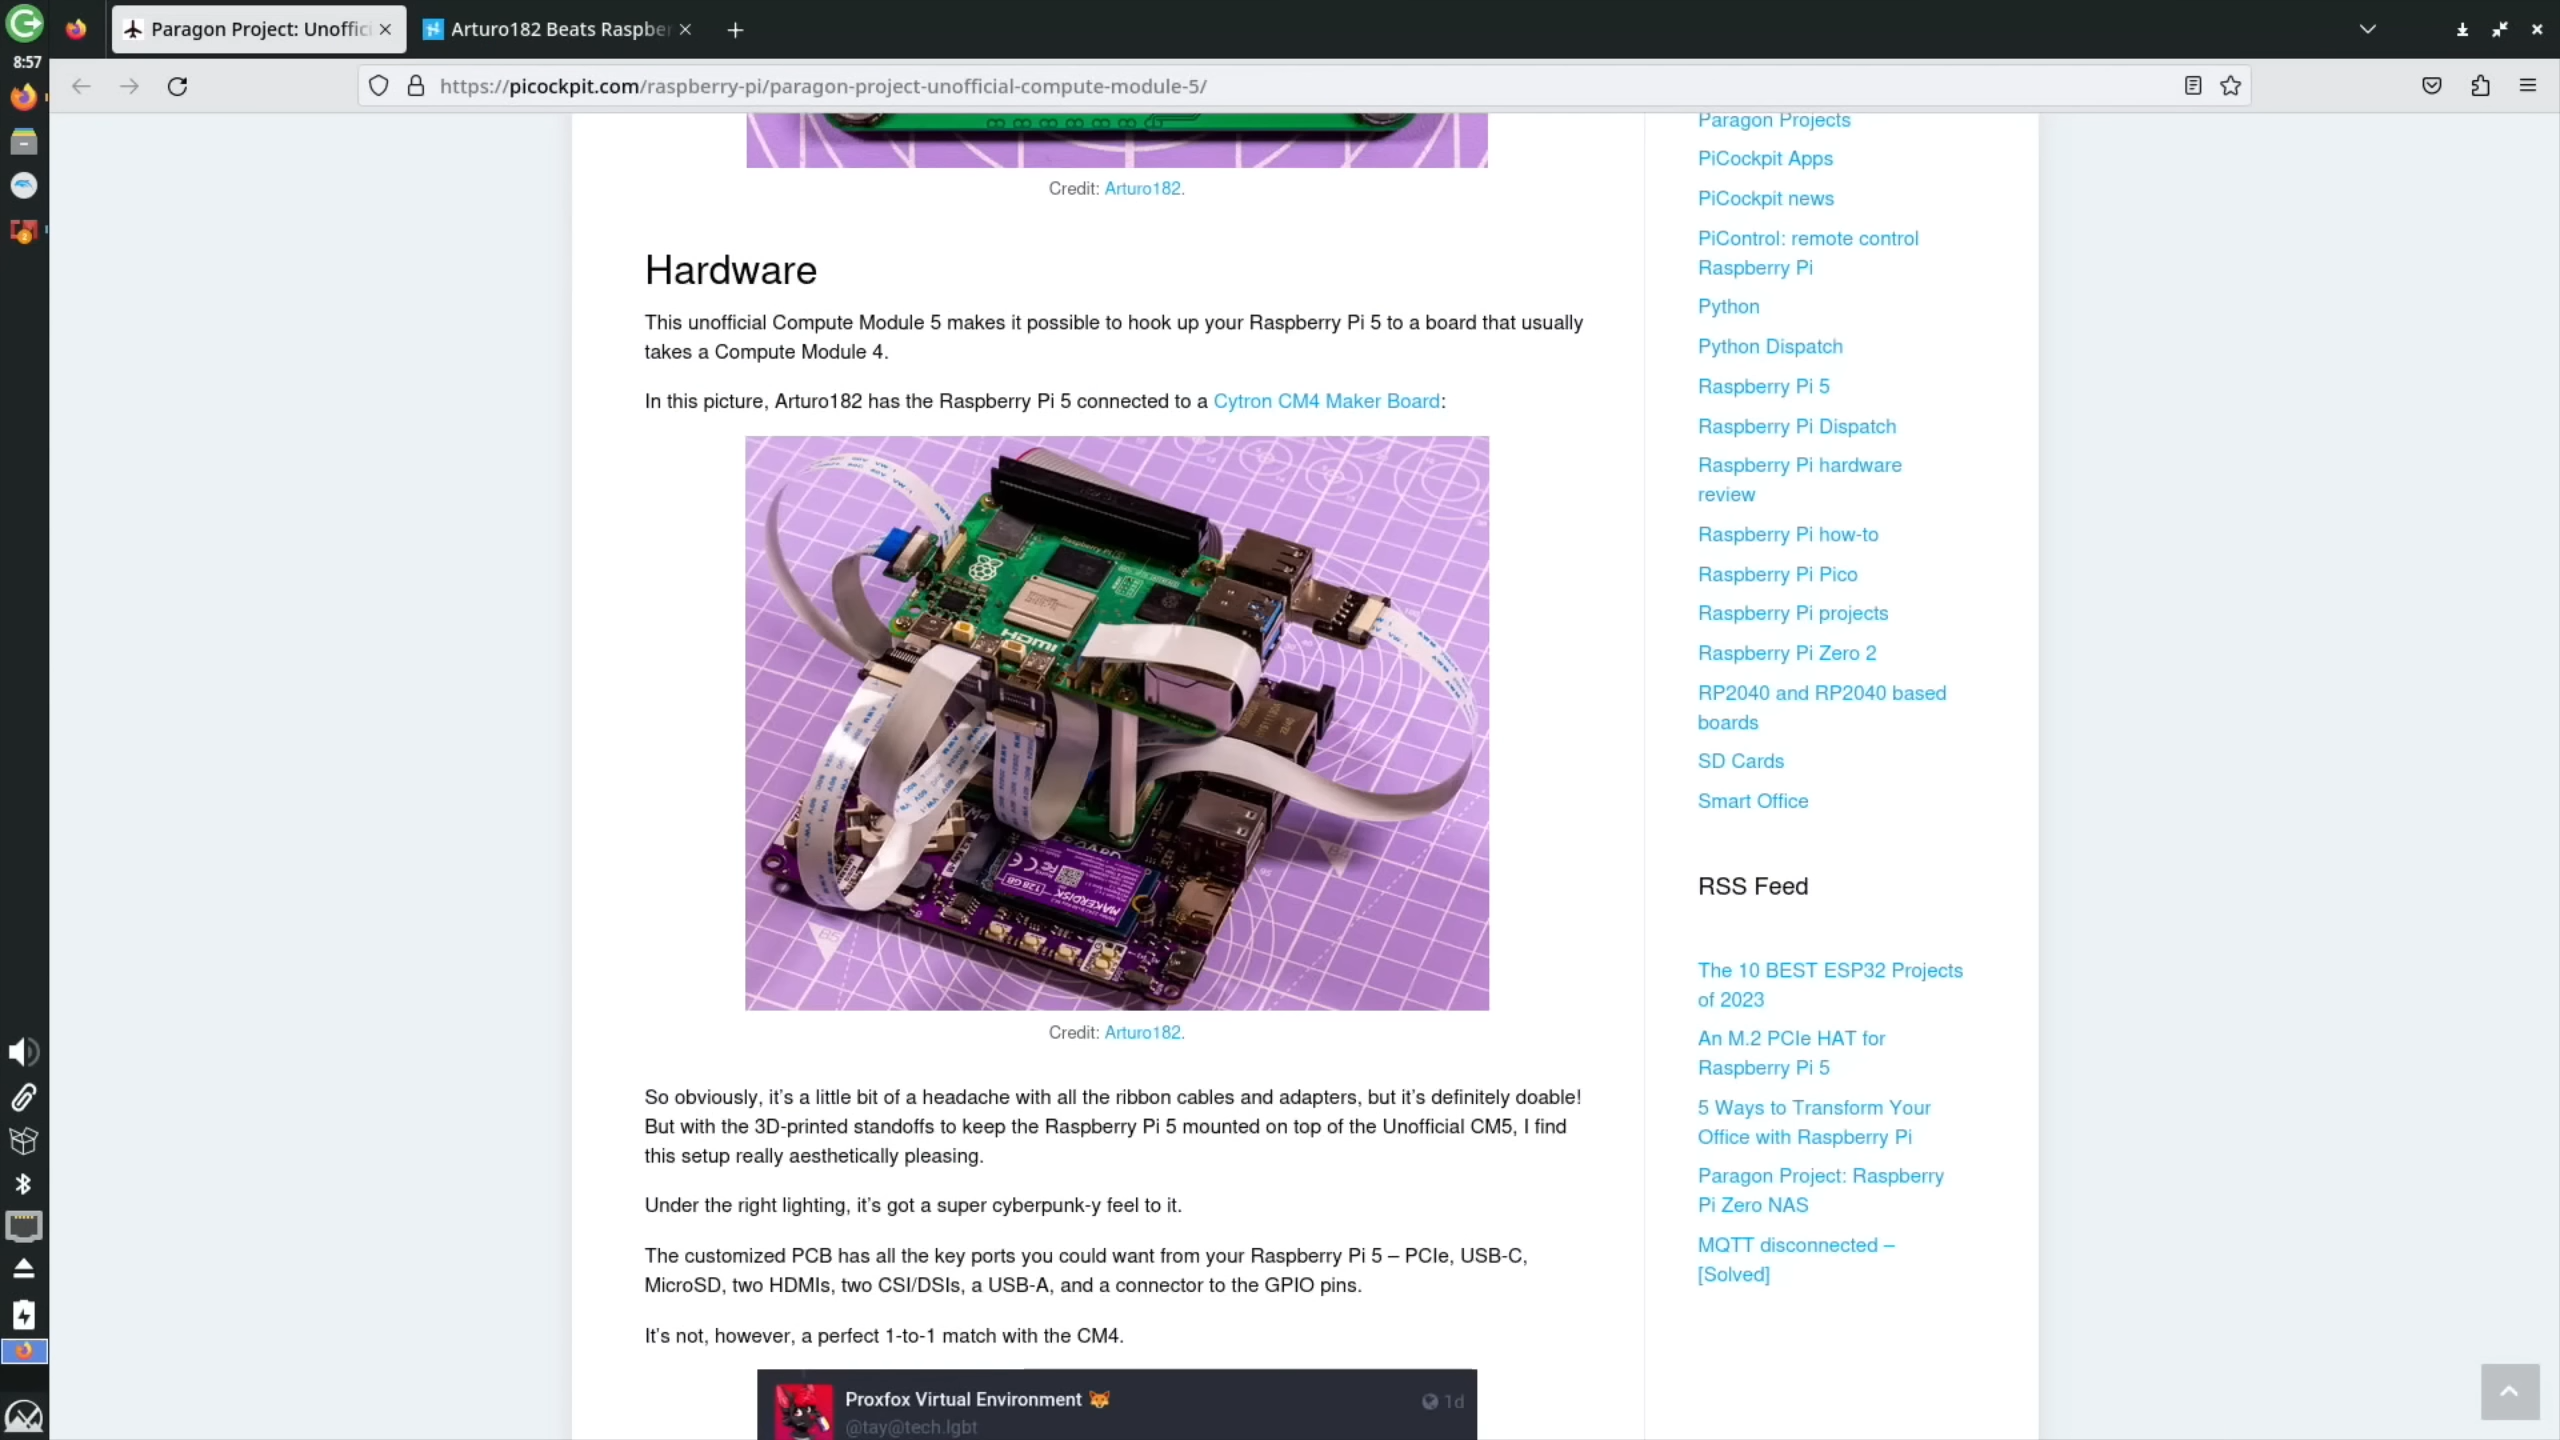 Paragon Project: Unoffic
Arturo182 Beats Raspber
8:57
https://picockpit.com/raspberry-pi/paragon-project-unofficial-compute-module-5/
Credit: Arturo182.
Hardware
This unofficial Compute Module 5 makes it possible to hook up your Raspberry Pi 5 to a board that usually
takes a Compute Module 4.
In this picture, Arturo182 has the Raspberry Pi 5 connected to a Cytron CM4 Maker Board:
HDMI
MAKERDISK
128GB
Credit: Arturo182.
So obviously, it's a little bit of a headache with all the ribbon cables and adapters, but it's definitely doable!
But with the 3D-printed standoffs to keep the Raspberry Pi 5 mounted on top of the Unofficial CM5, I find
this setup really aesthetically pleasing.
Under the right lighting, it's got a super cyberpunk-y feel to it.
The customized PCB has all the key ports you could want from your Raspberry Pi 5 – PCIe, USB-C,
MicroSD, two HDMIs, two CSI/DSIs, a USB-A, and a connector to the GPIO pins.
It's not, however, a perfect 1-to-1 match with the CM4.
Proxfox Virtual Environment 🦊
1d
@tay@tech.lgbt
Paragon Projects
PiCockpit Apps
PiCockpit news
PiControl: remote control
Raspberry Pi
Python
Python Dispatch
Raspberry Pi 5
Raspberry Pi Dispatch
Raspberry Pi hardware
review
Raspberry Pi how-to
Raspberry Pi Pico
Raspberry Pi projects
Raspberry Pi Zero 2
RP2040 and RP2040 based
boards
SD Cards
Smart Office
RSS Feed
The 10 BEST ESP32 Projects
of 2023
An M.2 PCIe HAT for
Raspberry Pi 5
5 Ways to Transform Your
Office with Raspberry Pi
Paragon Project: Raspberry
Pi Zero NAS
MQTT disconnected –
[Solved]